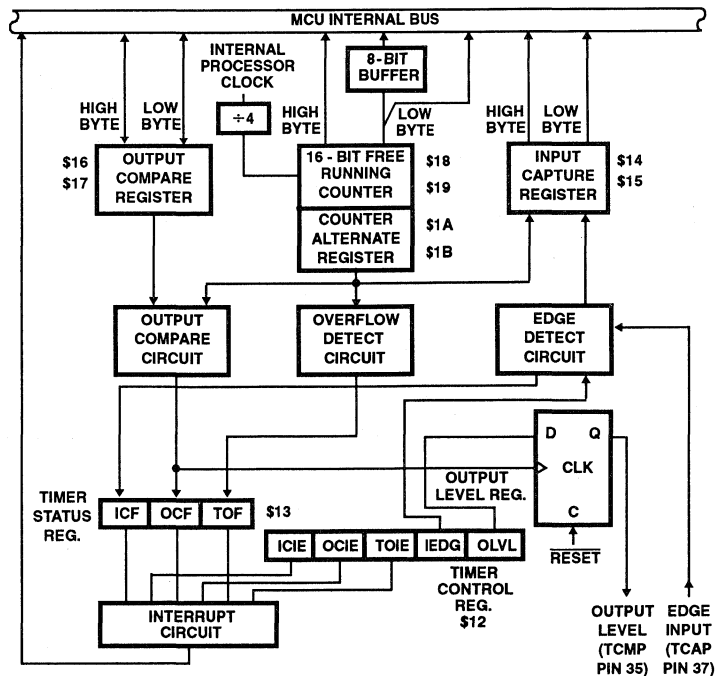 MCU INTERNAL BUS
INTERNAL
PROCESSOR
CLOCK
8-BIT
BUFFER
÷4
HIGH
BYTE
LOW
BYTE
HIGH
BYTE
LOW
BYTE
HIGH
BYTE
LOW
BYTE
$16
$17
OUTPUT
COMPARE
REGISTER
16 - BIT FREE
RUNNING
COUNTER
$18
$19
COUNTER
ALTERNATE
REGISTER
$1A
$1B
INPUT
CAPTURE
REGISTER
$14
$15
OUTPUT
COMPARE
CIRCUIT
OVERFLOW
DETECT
CIRCUIT
EDGE
DETECT
CIRCUIT
D Q
CLK
C
RESET
OUTPUT
LEVEL REG.
TIMER
STATUS
REG.
ICF OCF TOF
$13
ICIE OCIE TOIE IEDG OLVL
TIMER
CONTROL
REG.
$12
INTERRUPT
CIRCUIT
OUTPUT
LEVEL
(TCMP
PIN 35)
EDGE
INPUT
(TCAP
PIN 37)